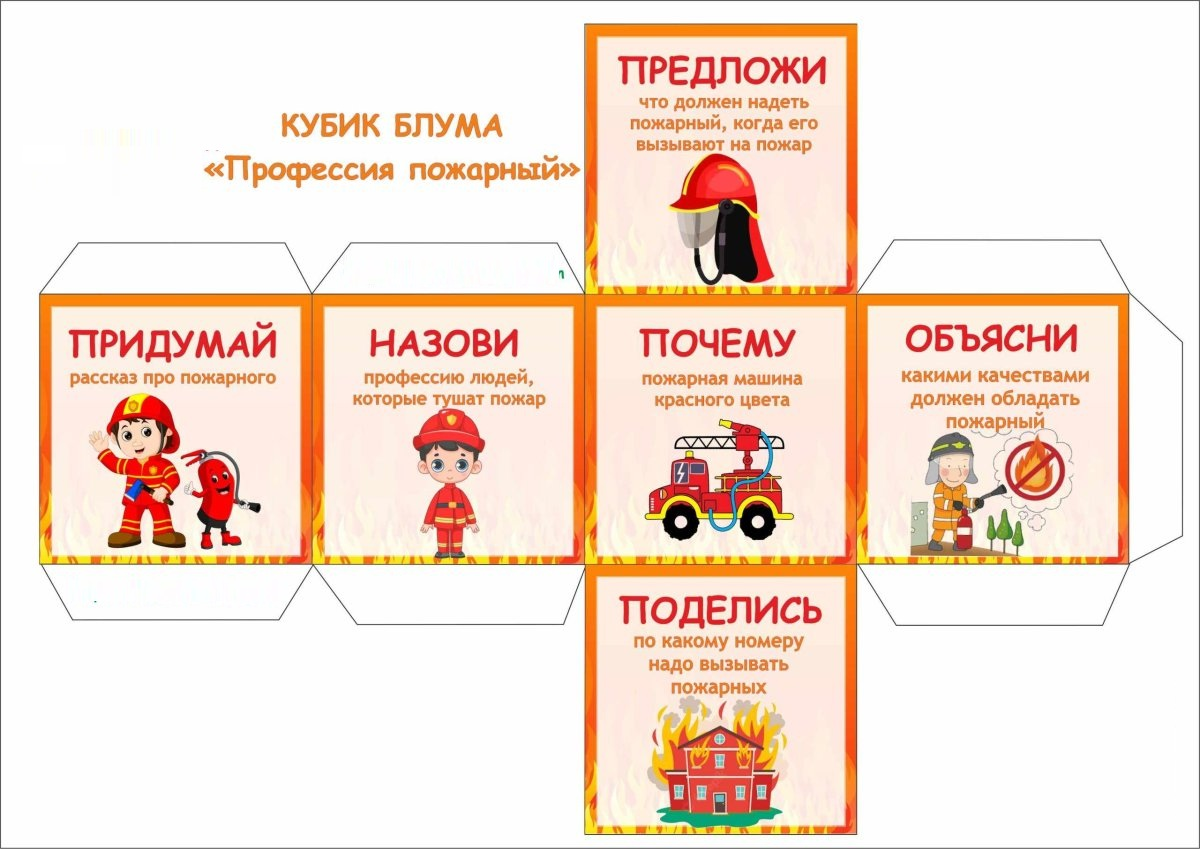 КУБИК БЛУМА
«Профессия пожарный»
ПРЕДЛОЖИ
что должен надеть
пожарный, когда его
вызывают на пожар
ПРИДУМАЙ
рассказ про пожарного
НАЗОВИ
профессию людей,
которые тушат пожар
ПОЧЕМУ
пожарная машина
красного цвета
ОБЪЯСНИ
какими качествами
должен обладать
пожарный
ПОДЕЛИСЬ
по какому номеру
надо вызывать
пожарных